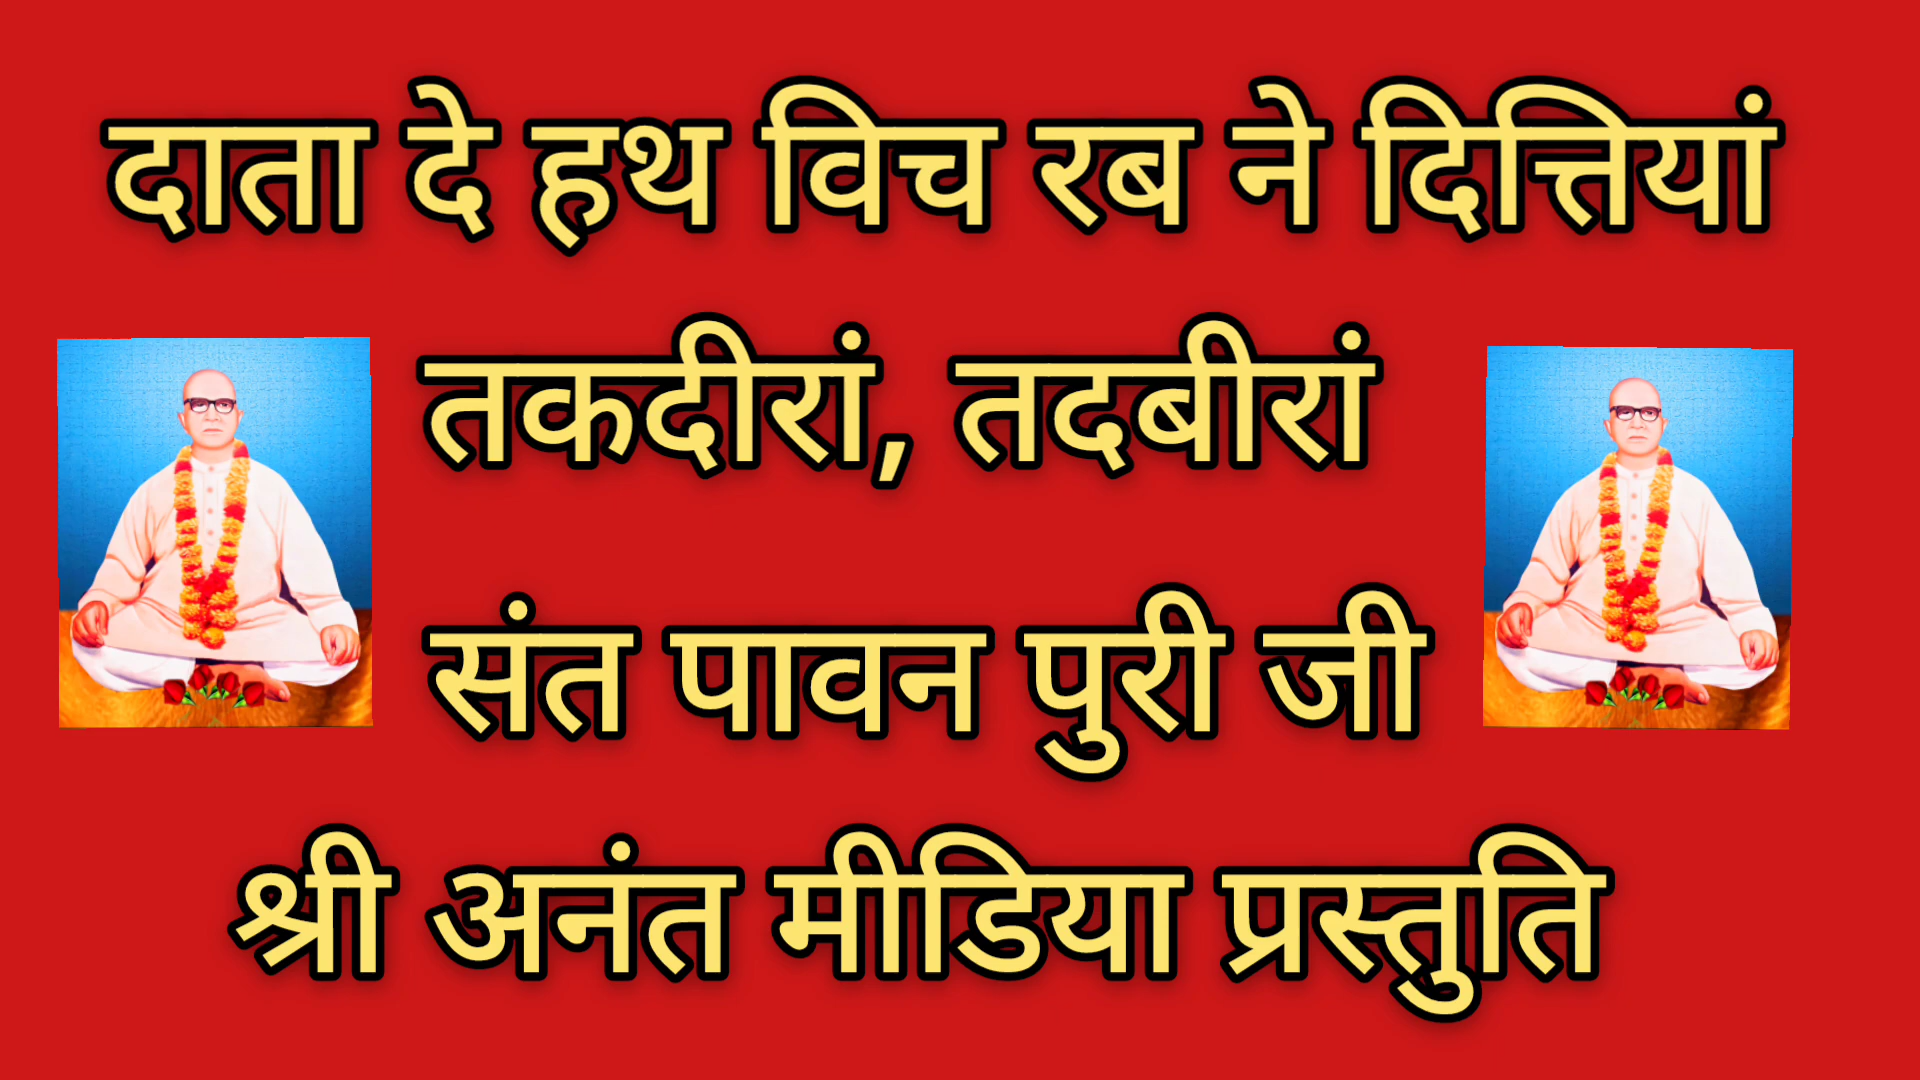 दाता दे हथ विच रब ने दित्तियां
तकदीरां, तदबीरां
संत पावन पुरी जी
श्री अनंत मीडिया प्रस्तुति